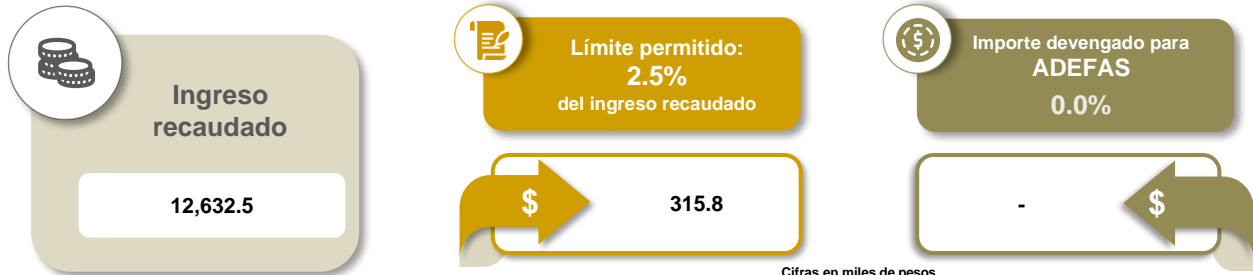 Ingreso
recaudado
12,632.5
Límite permitido:
2.5%
del ingreso recaudado
$
315.8
Importe devengado para
ADEFAS
0.0%
-
$
Cifras en miles de pesos